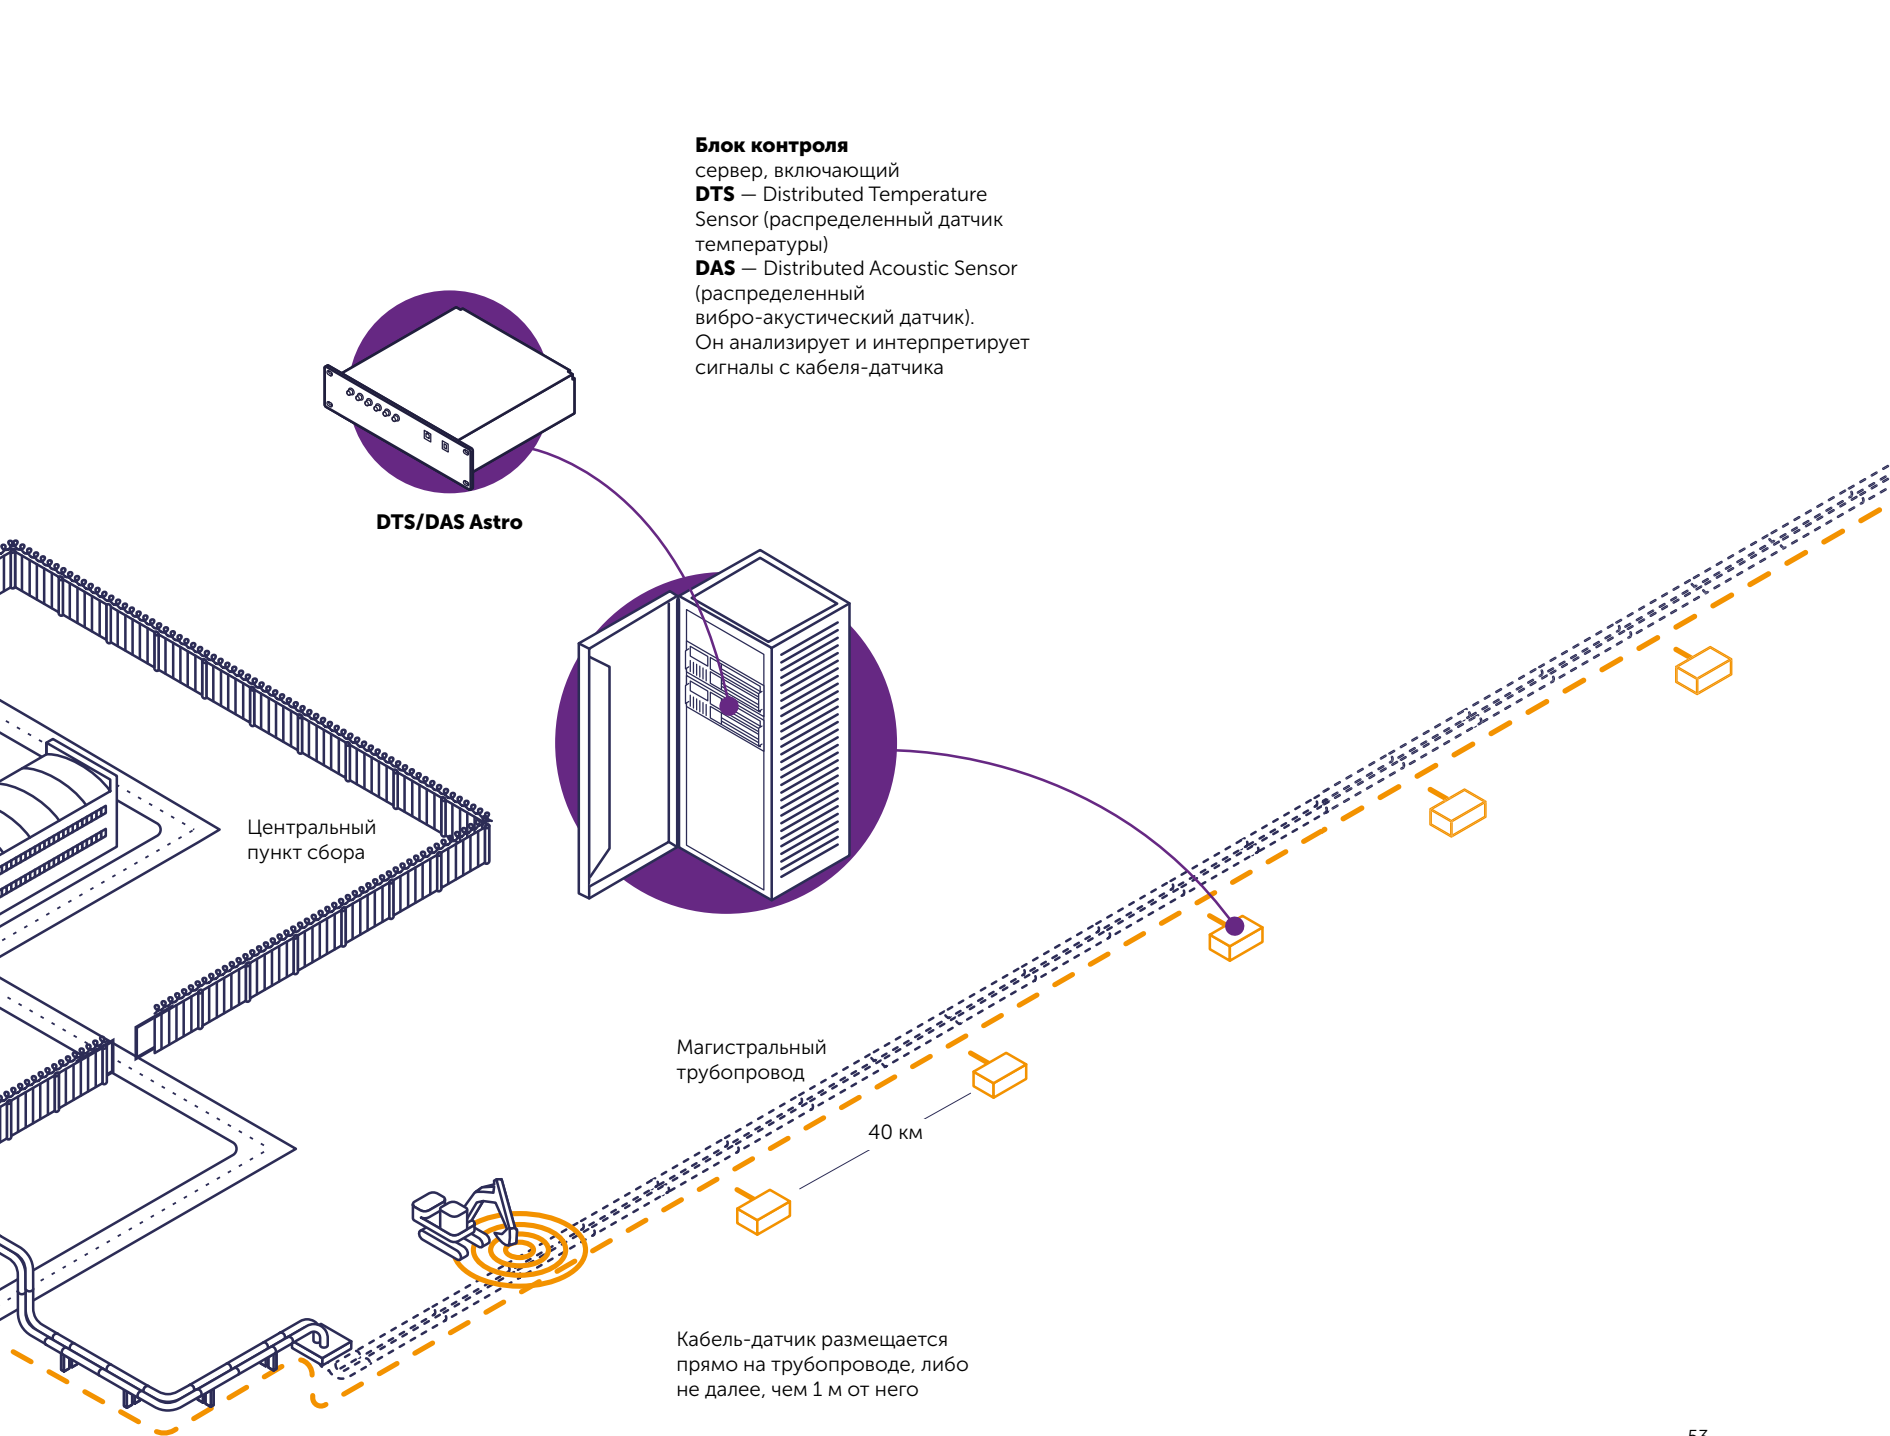 Блок контроля
сервер, включающий
DTS — Distributed Temperature
Sensor (распределенный датчик
температуры)
DAS — Distributed Acoustic Sensor
(распределенный
вибро-акустический датчик).
Он анализирует и интерпретирует
сигналы с кабеля-датчика
DTS/DAS Astro
Центральный
пункт сбора
Магистральный
трубопровод
40 км
Кабель-датчик размещается
прямо на трубопроводе, либо
не далее, чем 1 м от него
53